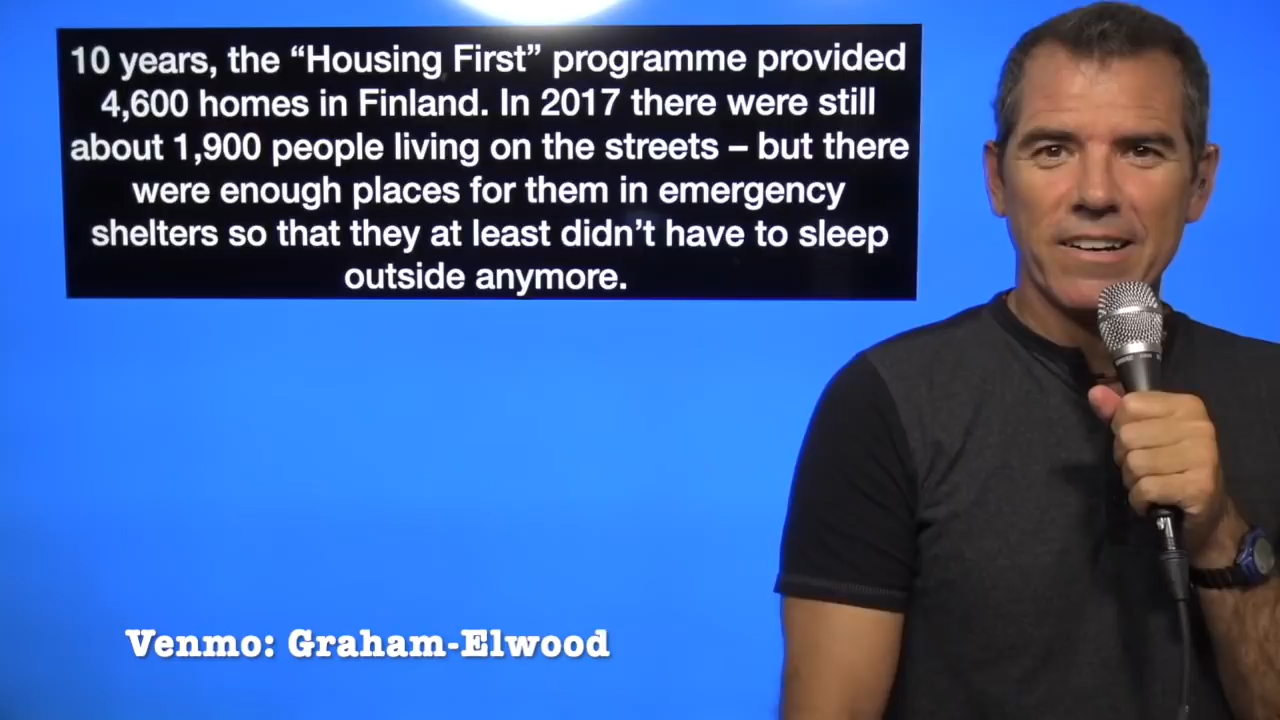 10 years, the “Housing First” programme provided
4,600 homes in Finland. In 2017 there were still
about 1,900 people living on the streets – but there
were enough places for them in emergency
shelters so that they at least didn’t have to sleep
outside anymore.
Venmo: Graham-Elwood